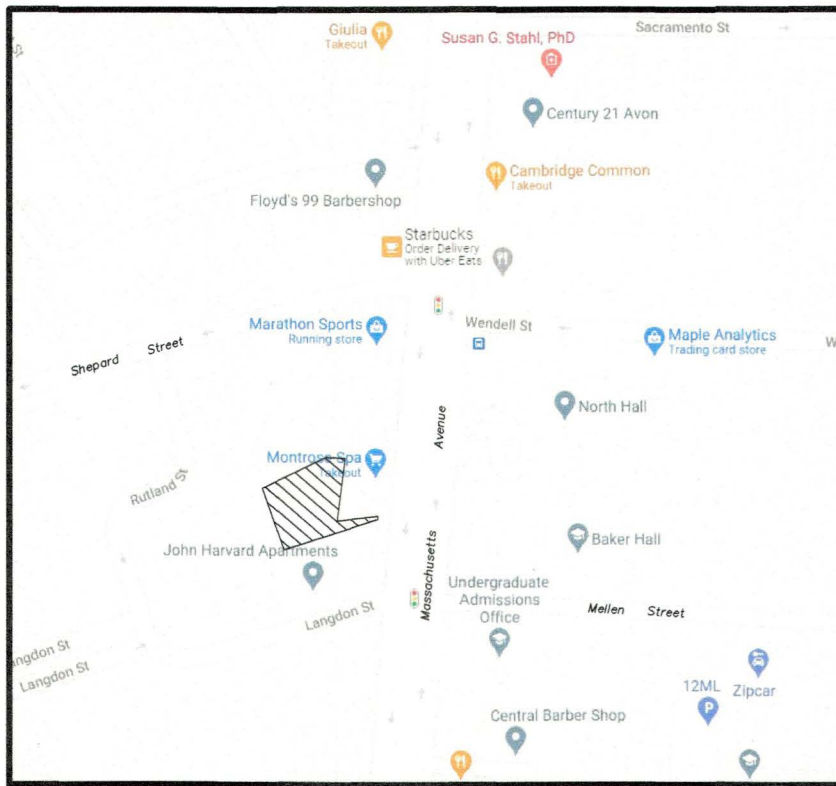 Giulia
Takeout
Sacramento St
Susan G. Stahl, PhD
Century 21 Avon
Cambridge Common
Takeout
Floyd's 99 Barbershop
Starbucks
Order Delivery
with Uber Eats
Wendell St
Marathon Sports
Running store
Maple Analytics
Trading card store
W
Shepard Street
North Hall
Avenue
Montrose Spa
Takeout
Rutland St
Baker Hall
John Harvard Apartments
Massachusetts
Undergraduate
Admissions
Office
Langdon St
Mellen Street
angdon St
Langdon St
12ML
Zipcar
P
Central Barber Shop